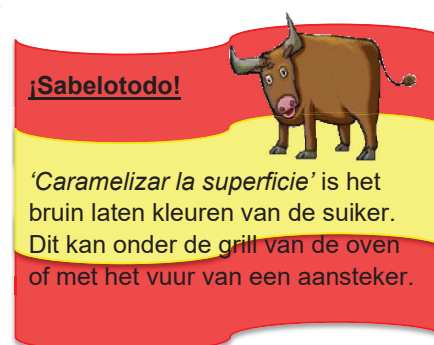 ¡Sabelotodo!
‘Caramelizar la superficie’ is het
bruin laten kleuren van de suiker.
Dit kan onder de grill van de oven
of met het vuur van een aansteker.